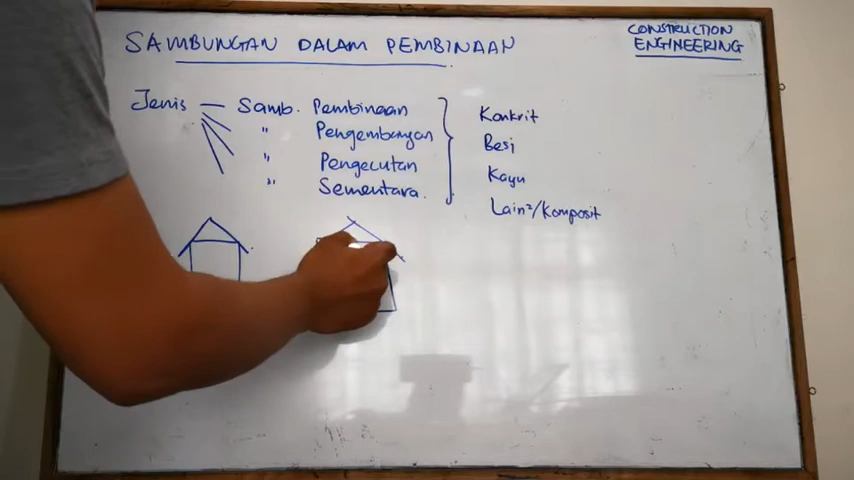 SAMBUNGAN DALAM PEMBINAAN
CONSTRUCTION
ENGINEERING
Jenis — Samb. Pembinaan
" Pengembangan
" Pengecutan
" Sementara.
Konkrit
Besi
Kayu
Lain²/Komposit